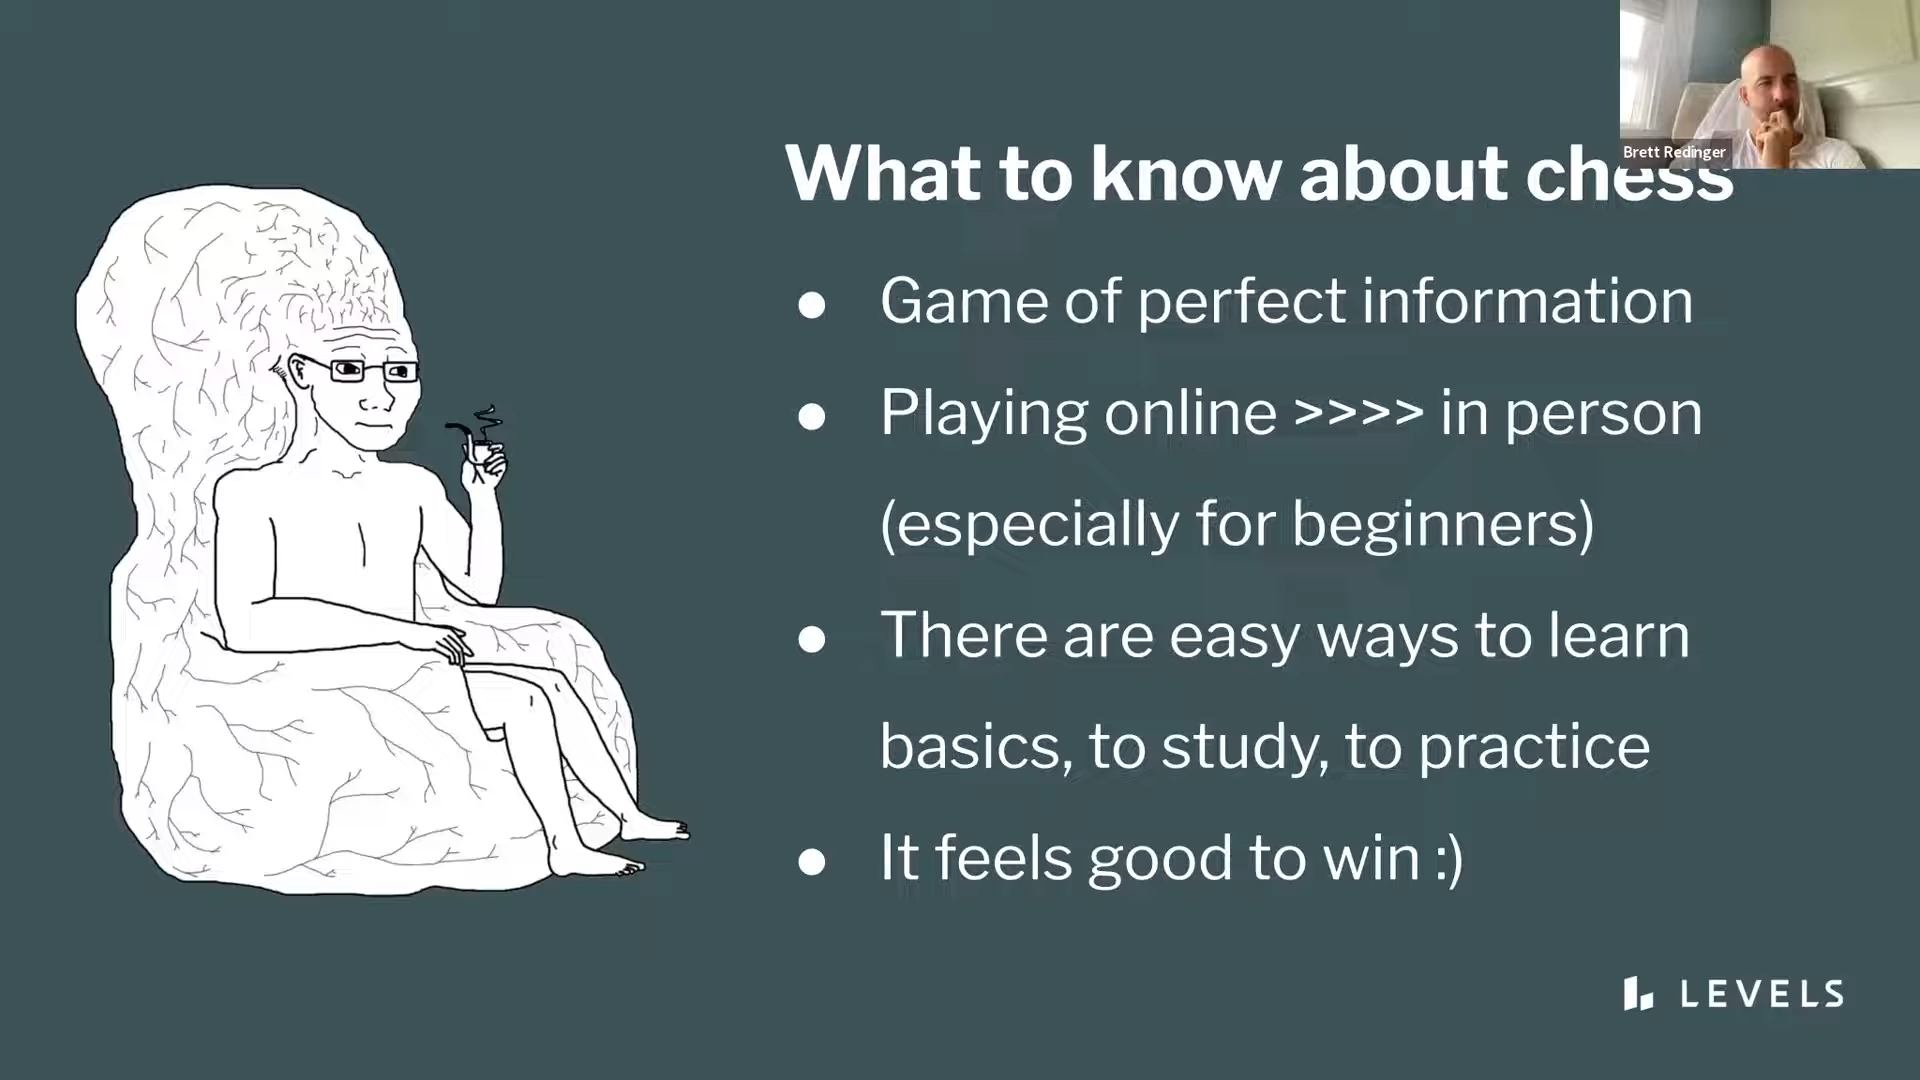 Brett Redinger
What to know about chess
● Game of perfect information
● Playing online >>>> in person
(especially for beginners)
● There are easy ways to learn
basics, to study, to practice
● It feels good to win :)
LEVELS